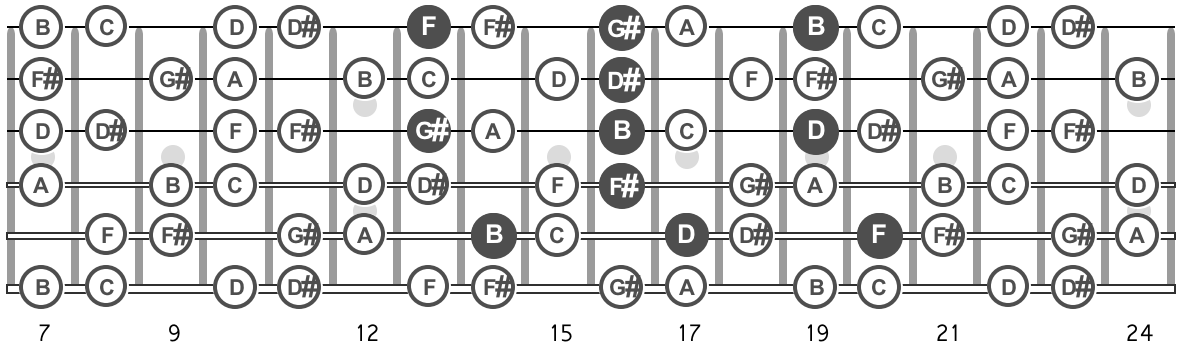 B C D D# F F# G# A B C D D#
F# G# A B C D D# F F# G# A B
D D# F F# G# A B C D D# F F#
A B C D D# F F# G# A B C D
F F# G# A B C D D# F F# G# A
B C D D# F F# G# A B C D D#
7 9 12 15 17 19 21 24